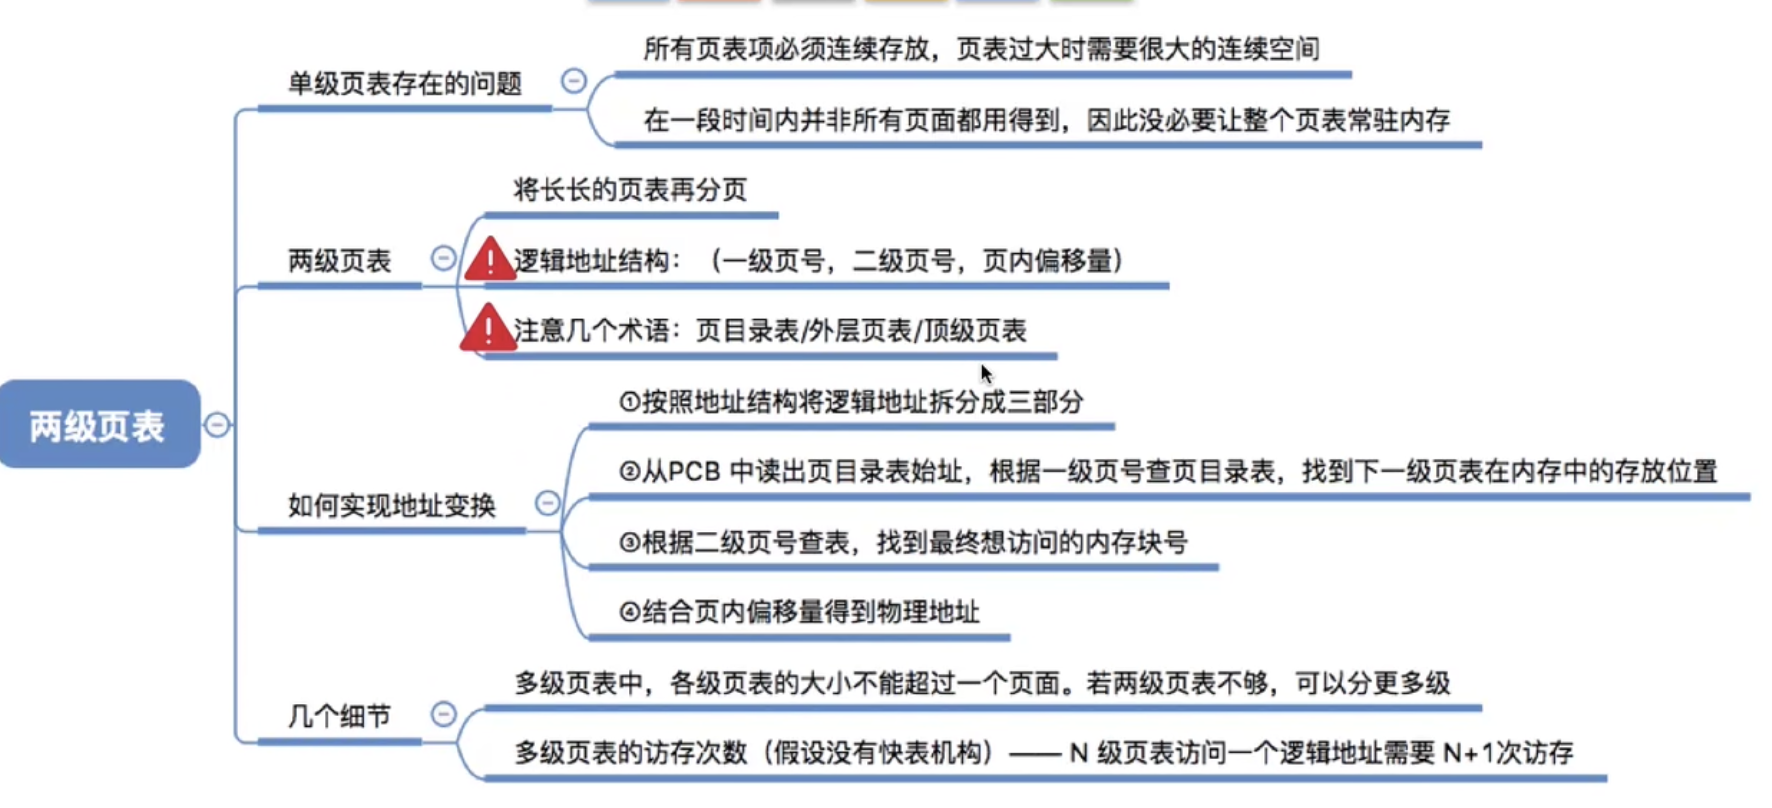 单级页表存在的问题
所有页表项必须连续存放，页表过大时需要很大的连续空间
在一段时间内并非所有页面都用得到，因此没必要让整个页表常驻内存
两级页表
将长长的页表再分页
逻辑地址结构：（一级页号，二级页号，页内偏移量）
注意几个术语：页目录表/外层页表/顶级页表
两级页表
如何实现地址变换
①按照地址结构将逻辑地址拆分成三部分
②从PCB 中读出页目录表始址，根据一级页号查页目录表，找到下一级页表在内存中的存放位置
③根据二级页号查表，找到最终想访问的内存块号
④结合页内偏移量得到物理地址
几个细节
多级页表中，各级页表的大小不能超过一个页面。若两级页表不够，可以分更多级
多级页表的访存次数（假设没有快表机构）—— N 级页表访问一个逻辑地址需要 N+1次访存